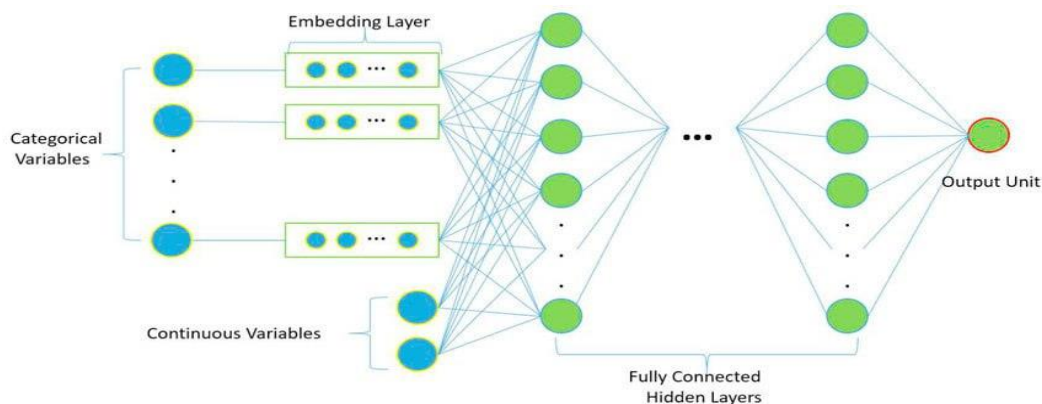 Embedding Layer
Categorical
Variables
Output Unit
Continuous Variables
Fully Connected
Hidden Layers